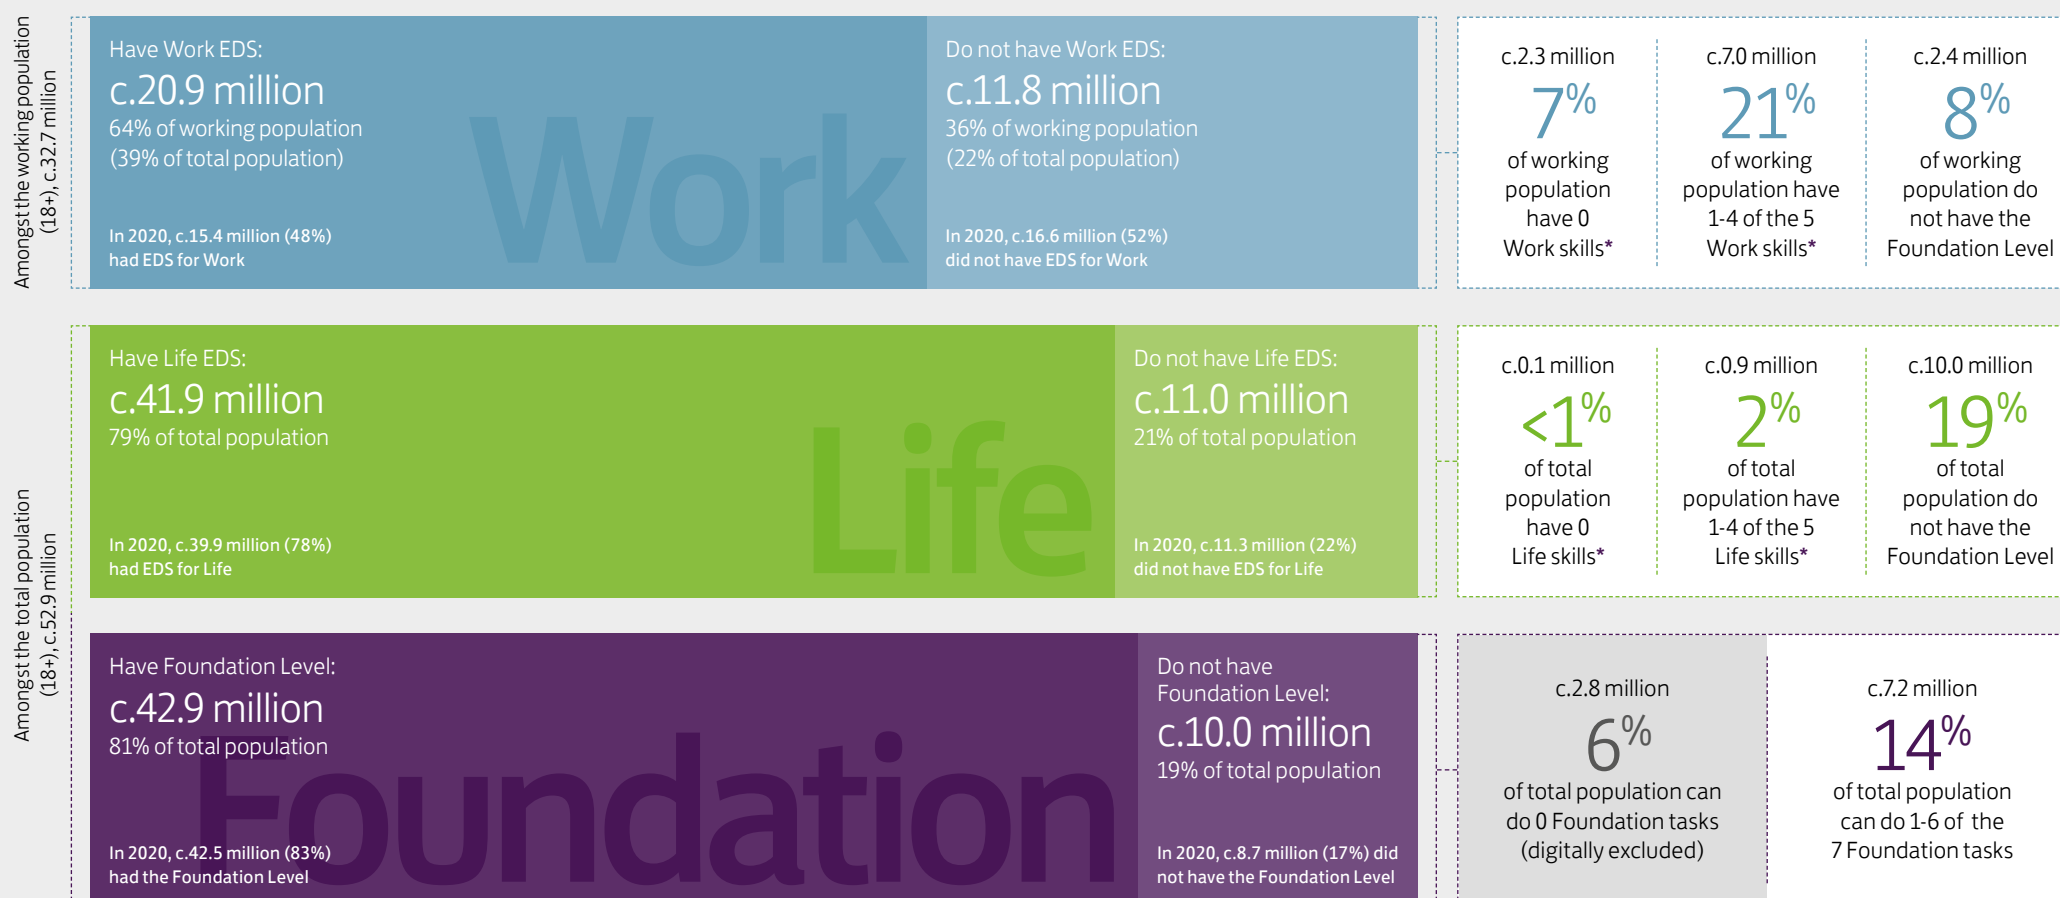 Amongst the working population
(18+), c.32.7 million
Have Work EDS:
c.20.9 million
64% of working population
(39% of total population)
In 2020, c.15.4 million (48%)
had EDS for Work
Work
Do not have Work EDS:
c.11.8 million
36% of working population
(22% of total population)
In 2020, c.16.6 million (52%)
did not have EDS for Work
c.2.3 million
7%
of working
population
have 0
Work skills*
c.7.0 million
21%
of working
population have
1-4 of the 5
Work skills*
c.2.4 million
8%
of working
population do
not have the
Foundation Level
Amongst the total population
(18+), c.52.9 million
Have Life EDS:
c.41.9 million
79% of total population
In 2020, c.39.9 million (78%)
had EDS for Life
Life
Do not have Life EDS:
c.11.0 million
21% of total population
In 2020, c.11.3 million (22%)
did not have EDS for Life
c.0.1 million
<1%
of total
population
have 0
Life skills*
c.0.9 million
2%
of total
population have
1-4 of the 5
Life skills*
c.10.0 million
19%
of total
population do
not have the
Foundation Level
Have Foundation Level:
c.42.9 million
81% of total population
In 2020, c.42.5 million (83%)
had the Foundation Level
Foundation
Do not have
Foundation Level:
c.10.0 million
19% of total population
In 2020, c.8.7 million (17%) did
not have the Foundation Level
c.2.8 million
6%
of total population can
do 0 Foundation tasks
(digitally excluded)
c.7.2 million
14%
of total population
can do 1-6 of the
7 Foundation tasks